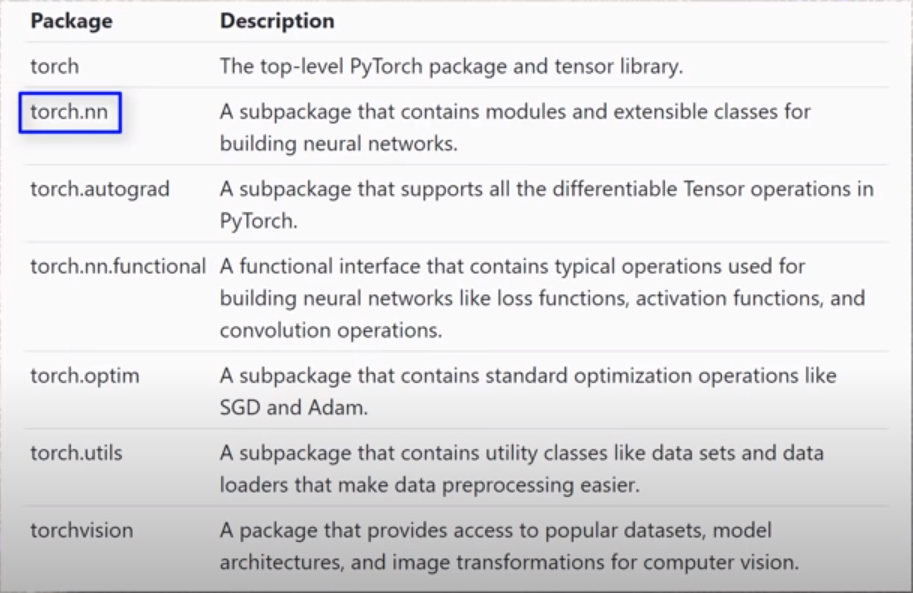 Package Description
torch The top-level PyTorch package and tensor library.
torch.nn A subpackage that contains modules and extensible classes for
building neural networks.
torch.autograd A subpackage that supports all the differentiable Tensor operations in
PyTorch.
torch.nn.functional A functional interface that contains typical operations used for
building neural networks like loss functions, activation functions, and
convolution operations.
torch.optim A subpackage that contains standard optimization operations like
SGD and Adam.
torch.utils A subpackage that contains utility classes like data sets and data
loaders that make data preprocessing easier.
torchvision A package that provides access to popular datasets, model
architectures, and image transformations for computer vision.